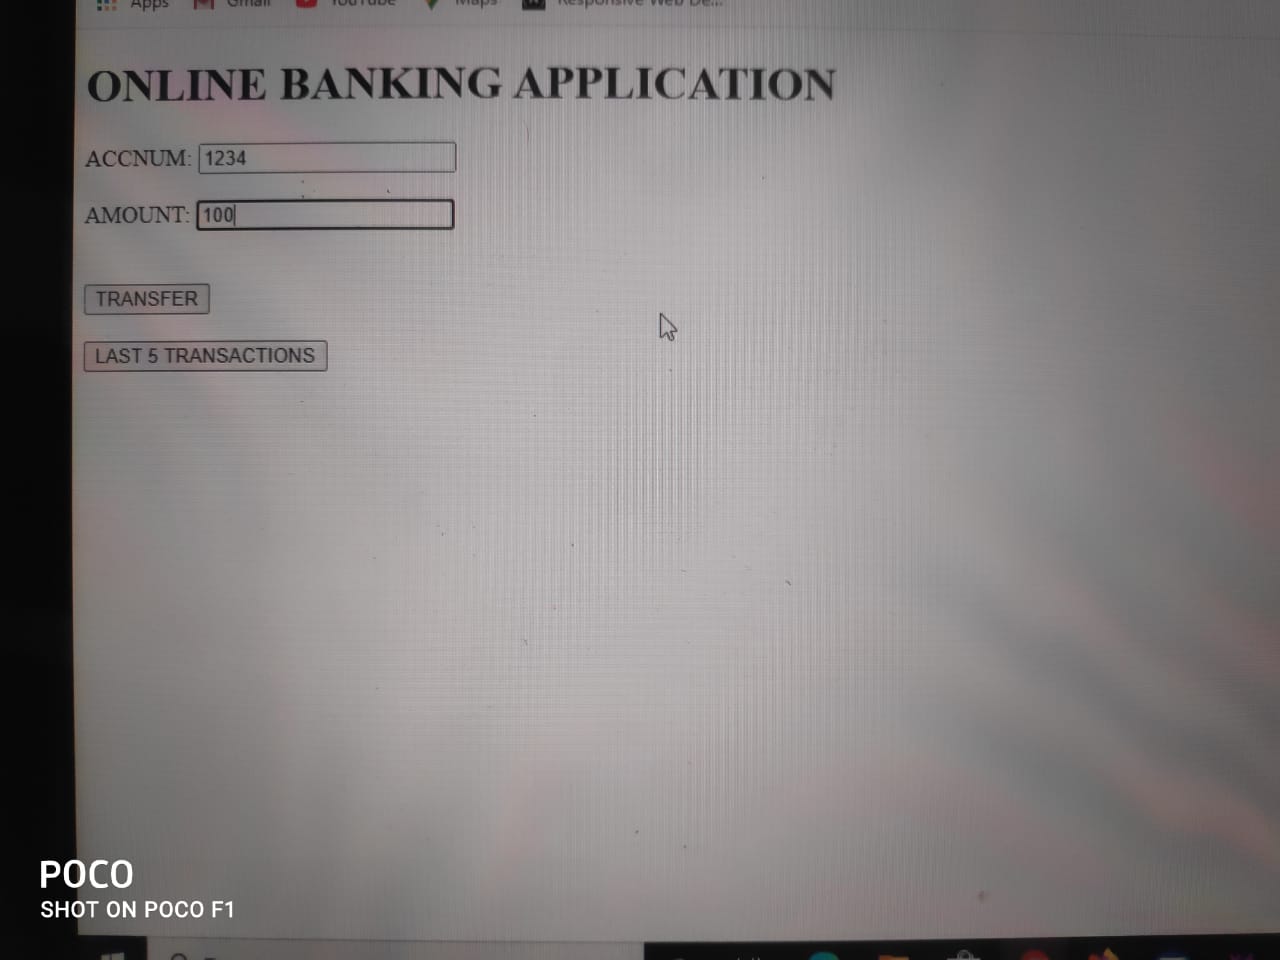 Apps Gmail YouTube Maps Responsive Web De...
ONLINE BANKING APPLICATION
ACCNUM: 1234
AMOUNT: 100
TRANSFER
LAST 5 TRANSACTIONS
POCO
SHOT ON POCO F1